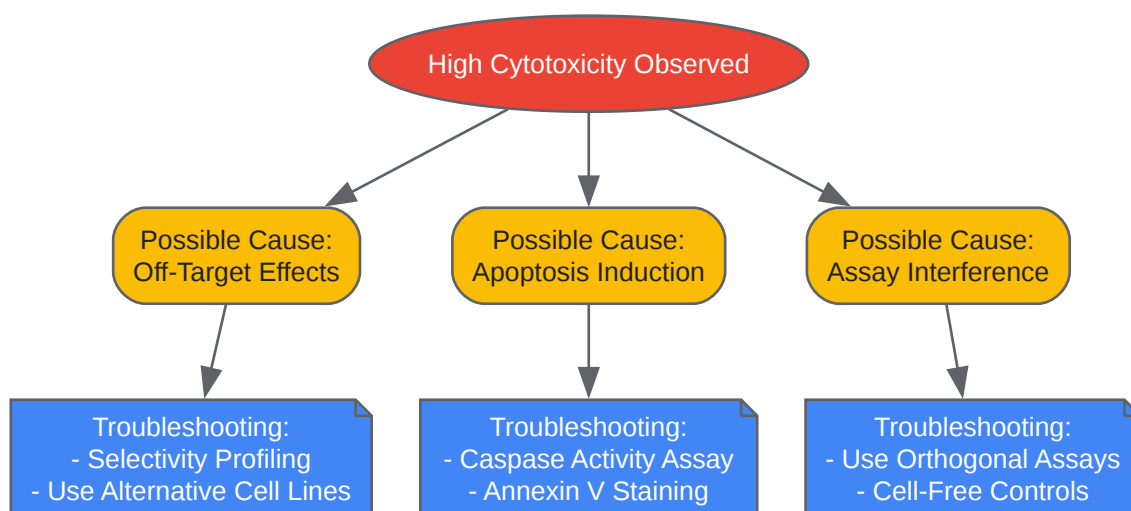 High Cytotoxicity Observed
Possible Cause:
Off-Target Effects
Possible Cause:
Apoptosis Induction
Possible Cause:
Assay Interference
Troubleshooting:
- Selectivity Profiling
- Use Alternative Cell Lines
Troubleshooting:
- Caspase Activity Assay
- Annexin V Staining
Troubleshooting:
- Use Orthogonal Assays
- Cell-Free Controls